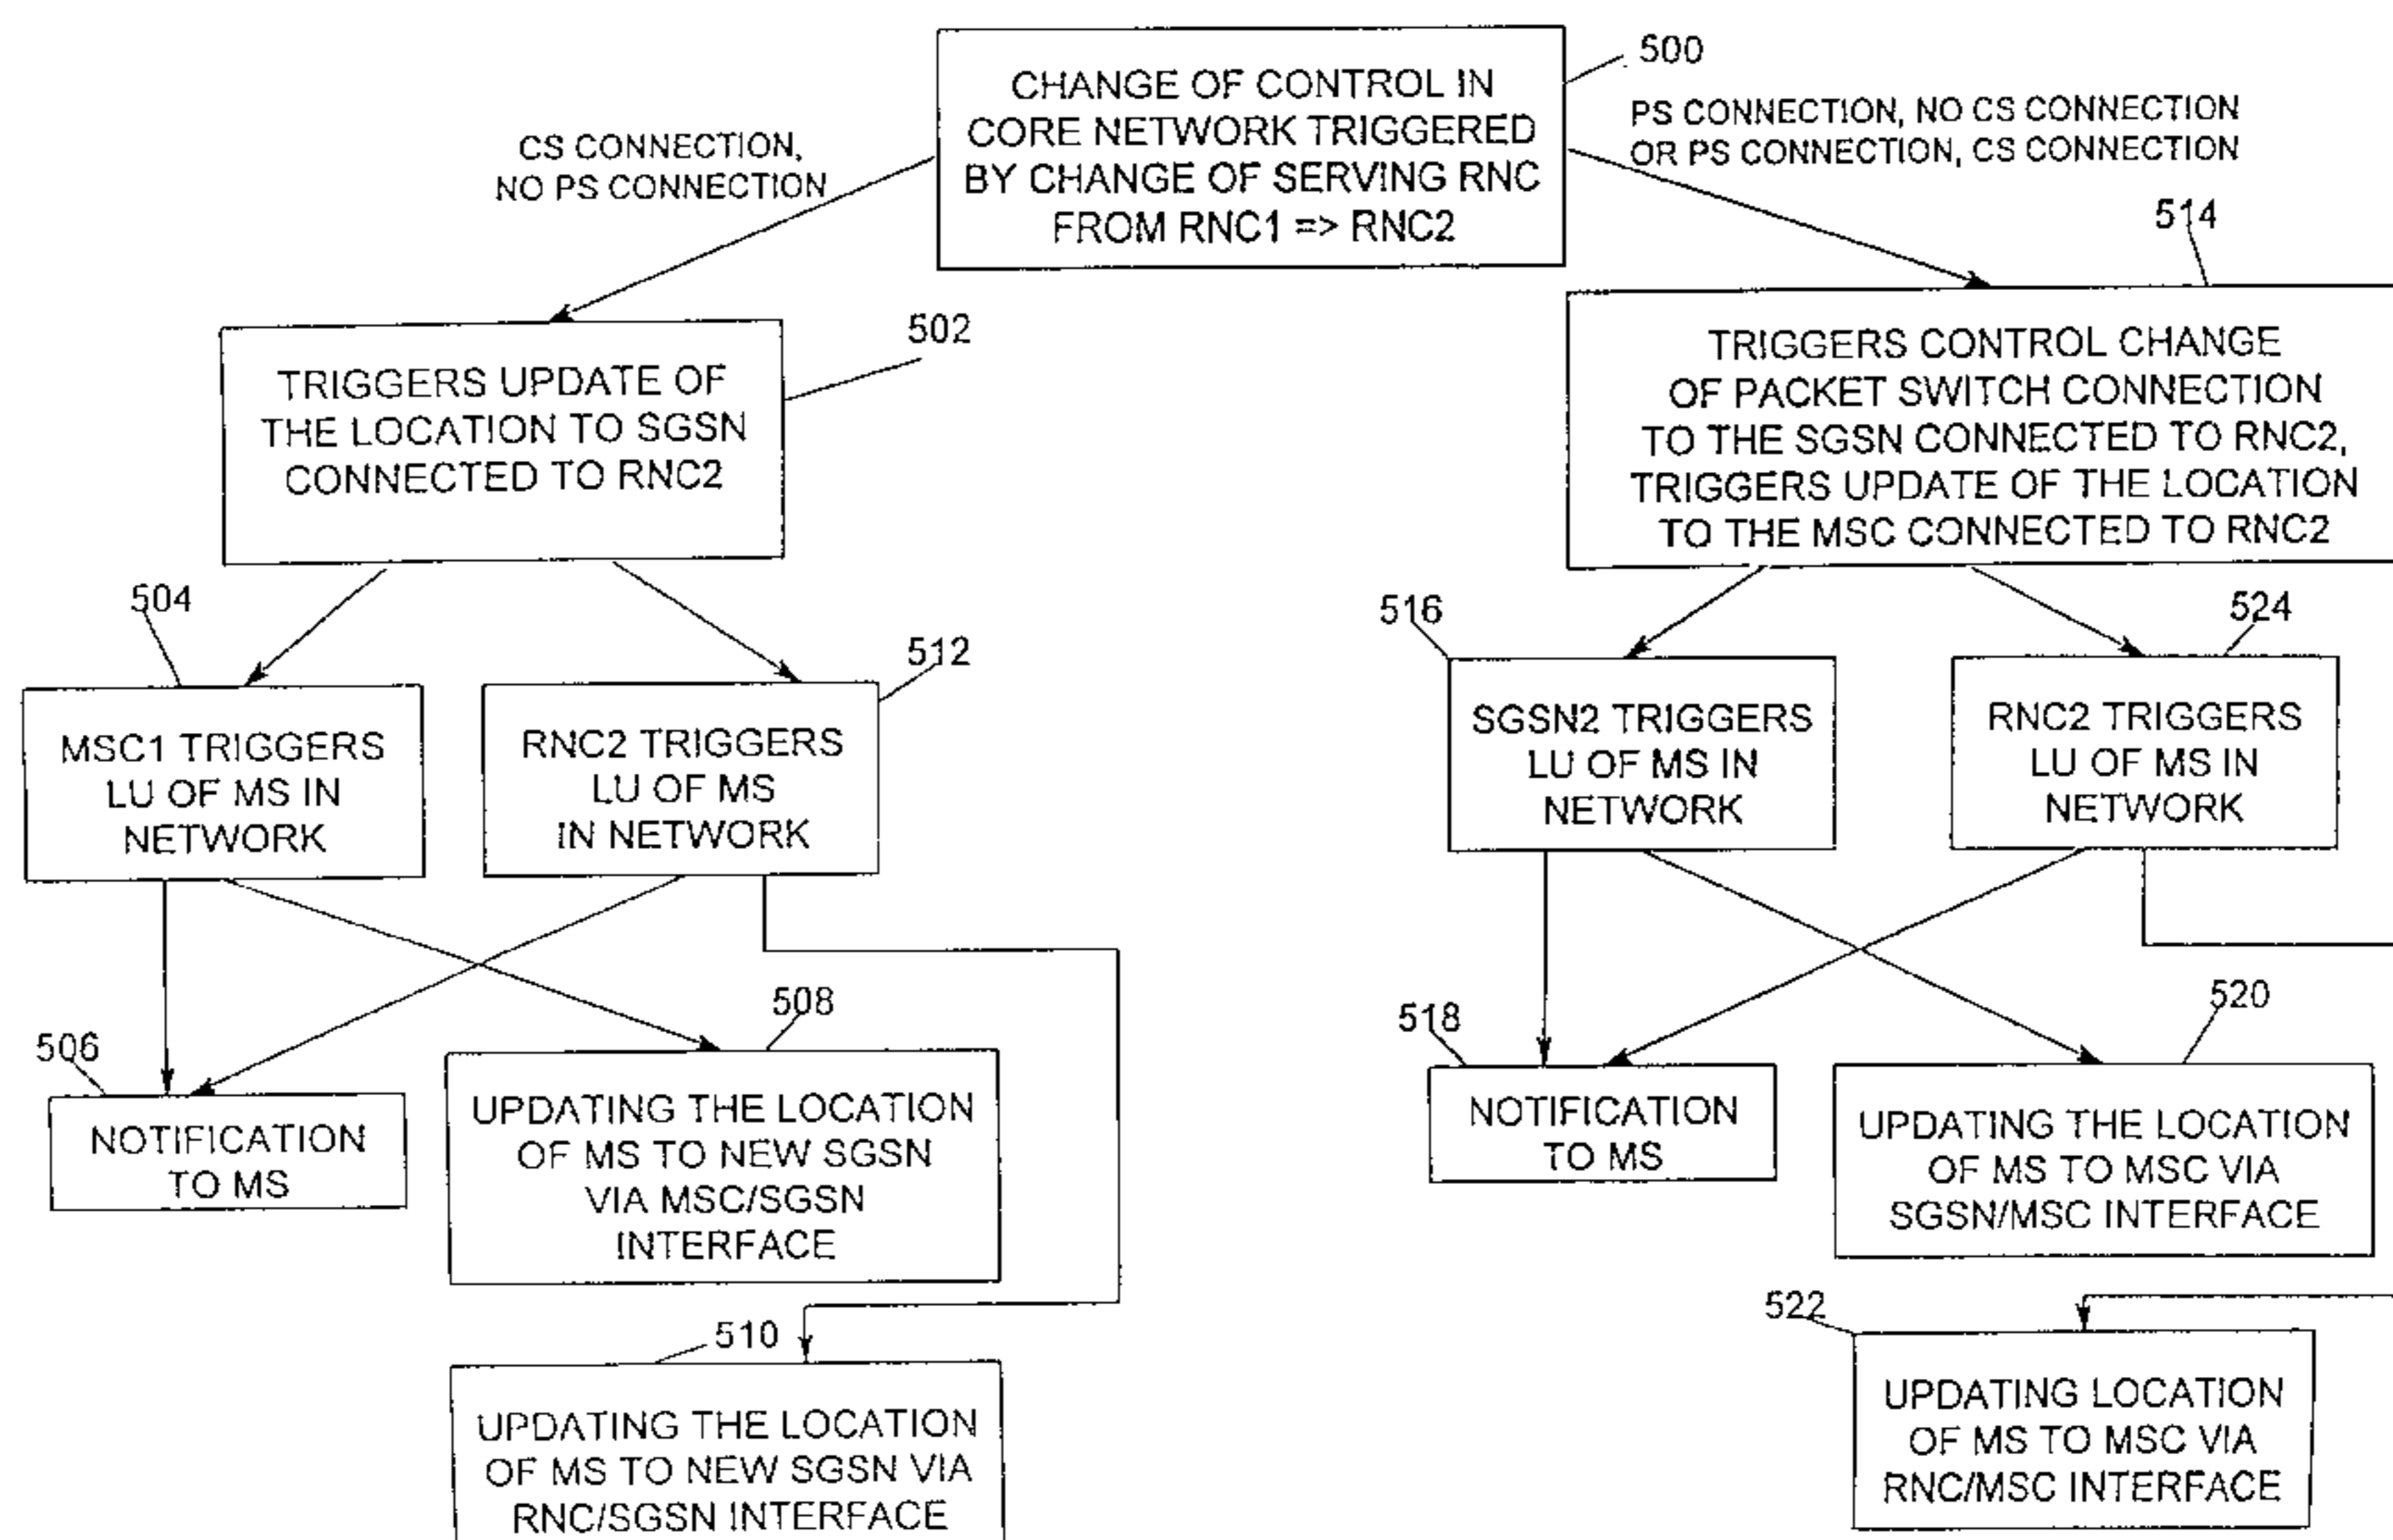 500
CHANGE OF CONTROL IN
CORE NETWORK TRIGGERED
BY CHANGE OF SERVING RNC
FROM RNC1 => RNC2
CS CONNECTION,
NO PS CONNECTION
PS CONNECTION, NO CS CONNECTION
OR PS CONNECTION, CS CONNECTION
502
TRIGGERS UPDATE OF
THE LOCATION TO SGSN
CONNECTED TO RNC2
514
TRIGGERS CONTROL CHANGE
OF PACKET SWITCH CONNECTION
TO THE SGSN CONNECTED TO RNC2,
TRIGGERS UPDATE OF THE LOCATION
TO THE MSC CONNECTED TO RNC2
504
MSC1 TRIGGERS
LU OF MS IN
NETWORK
512
RNC2 TRIGGERS
LU OF MS
IN NETWORK
516
SGSN2 TRIGGERS
LU OF MS IN
NETWORK
524
RNC2 TRIGGERS
LU OF MS IN
NETWORK
506
NOTIFICATION
TO MS
508
UPDATING THE LOCATION
OF MS TO NEW SGSN
VIA MSC/SGSN
INTERFACE
518
NOTIFICATION
TO MS
520
UPDATING THE LOCATION
OF MS TO MSC VIA
SGSN/MSC INTERFACE
510
UPDATING THE LOCATION
OF MS TO NEW SGSN VIA
RNC/SGSN INTERFACE
522
UPDATING LOCATION
OF MS TO MSC VIA
RNC/MSC INTERFACE